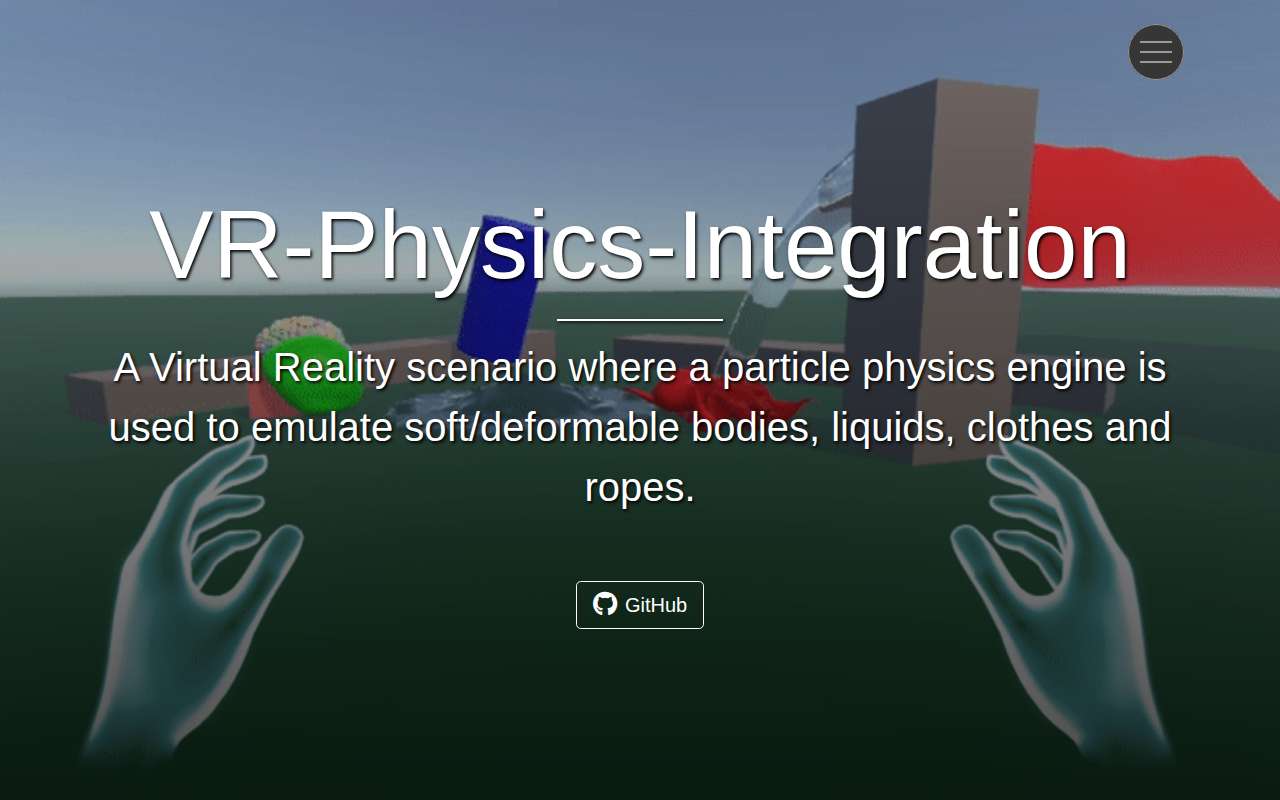 VR-Physics-Integration
A Virtual Reality scenario where a particle physics engine is
used to emulate soft/deformable bodies, liquids, clothes and
ropes.
GitHub